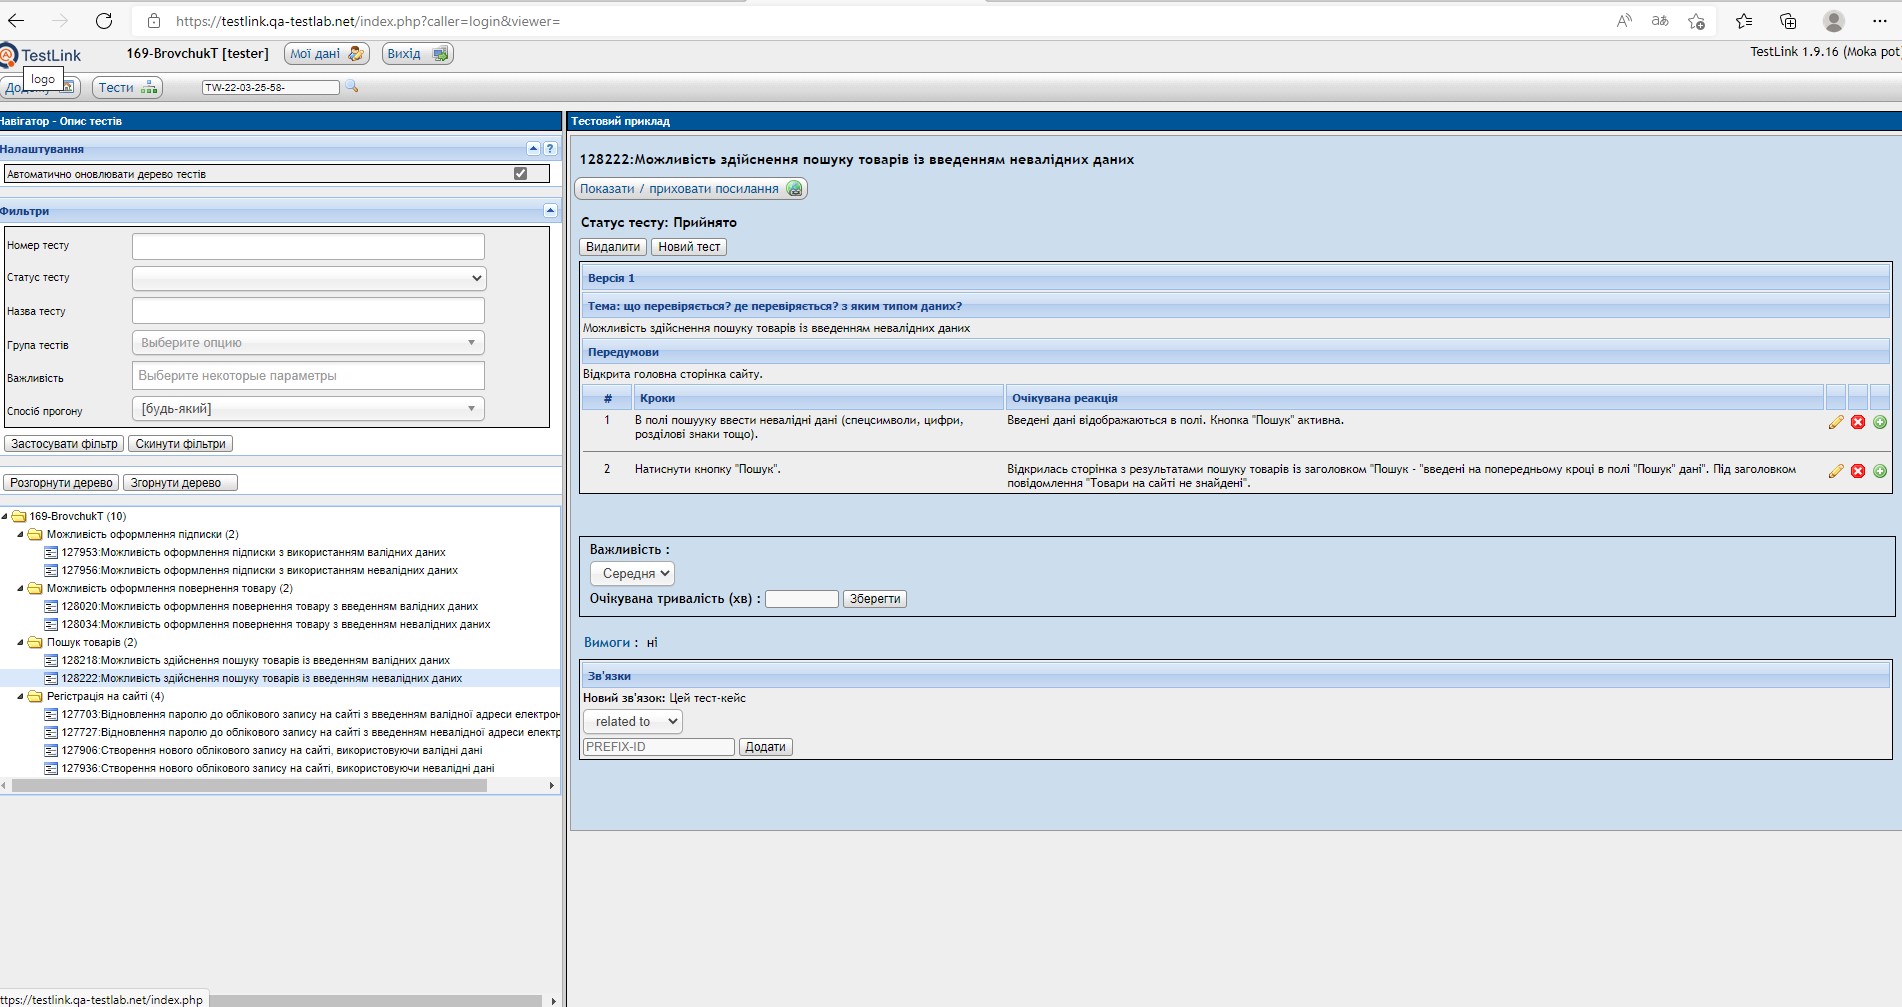 https://testlink.qa-testlab.net/index.php?caller=login&viewer=
TestLink
169-BrovchukT [tester]
Мої дані
Вихід
TestLink 1.9.16 (Moka pot
logo
Тести
TW-22-03-25-58-
Навігатор - Опис тестів
Налаштування
Автоматично оновлювати дерево тестів
Фильтри
Номер тесту
Статус тесту
Назва тесту
Група тестів
Выберите опцию
Важливість
Выберите некоторые параметры
Спосіб прогону
[будь-який]
Застосувати фільтр
Скинути фільтри
Розгорнути дерево
Згорнути дерево
169-BrovchukT (10)
Можливість оформлення підписки (2)
127953:Можливість оформлення підписки з використанням валідних даних
127956:Можливість оформлення підписки з використанням невалідних даних
Можливість оформлення повернення товару (2)
128020:Можливість оформлення повернення товару з введенням валідних даних
128034:Можливість оформлення повернення товару з введенням невалідних даних
Пошук товарів (2)
128218:Можливість здійснення пошуку товарів із введенням валідних даних
128222:Можливість здійснення пошуку товарів із введенням невалідних даних
Регістрація на сайті (4)
127703:Відновлення паролю до облікового запису на сайті з введенням валідної адреси електрон
127727:Відновлення паролю до облікового запису на сайті з введенням невалідної адреси електр
127906:Створення нового облікового запису на сайті, використовуючи валідні дані
127936:Створення нового облікового запису на сайті, використовуючи невалідні дані
ttps://testlink.qa-testlab.net/index.php
Тестовий приклад
128222:Можливість здійснення пошуку товарів із введенням невалідних даних
Показати / приховати посилання
Статус тесту: Прийнято
Видалити
Новий тест
Версія 1
Тема: що перевіряється? де перевіряється? з яким типом даних?
Можливість здійснення пошуку товарів із введенням невалідних даних
Передумови
Відкрита головна сторінка сайту.
# Кроки Очікувана реакція
1 В полі пошууку ввести невалідні дані (спецсимволи, цифри, розділові знаки тощо). Введені дані відображаються в полі. Кнопка "Пошук" активна.
2 Натиснути кнопку "Пошук". Відкрилась сторінка з результатами пошуку товарів із заголовком "Пошук - "введені на попередньому кроці в полі "Пошук" дані". Під заголовком повідомлення "Товари на сайті не знайдені".
Важливість :
Середня
Очікувана тривалість (хв) :
Зберегти
Вимоги : ні
Зв'язки
Новий зв'язок: Цей тест-кейс
related to
PREFIX-ID
Додати